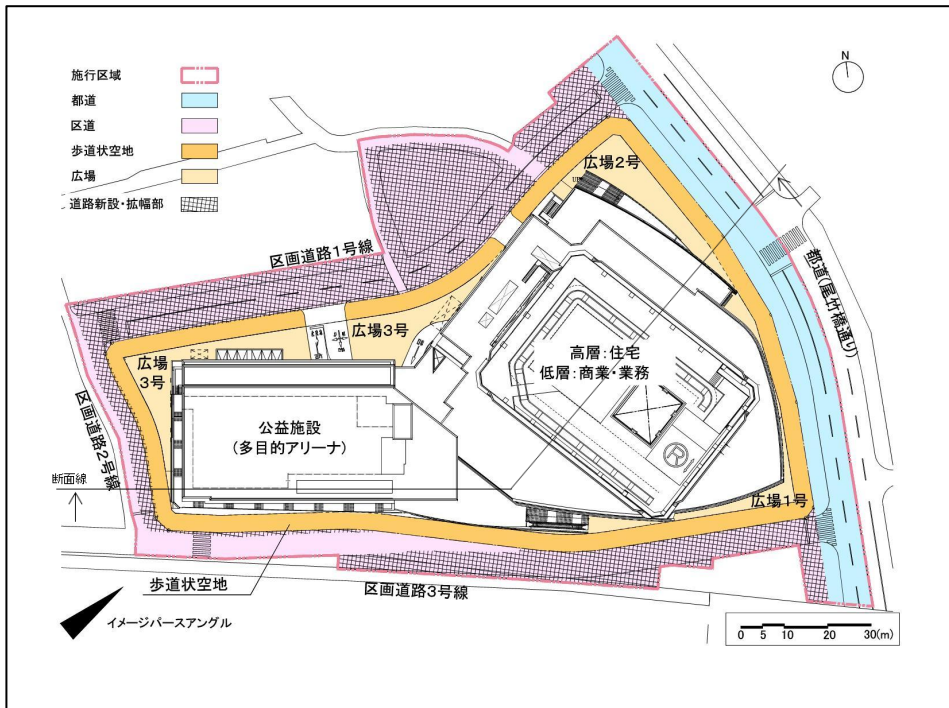 施行区域
都道
区道
歩道状空地
広場
道路新設・拡幅部
N
広場2号
UP
区画道路1号線
都道(尾竹橋通り)
広場3号
広場
3号
高層:住宅
低層:商業・業務
公益施設
(多目的アリーナ)
R
区画道路2号線
断面線
広場1号
歩道状空地
区画道路3号線
イメージパースアングル
0 5 10 20 30(m)